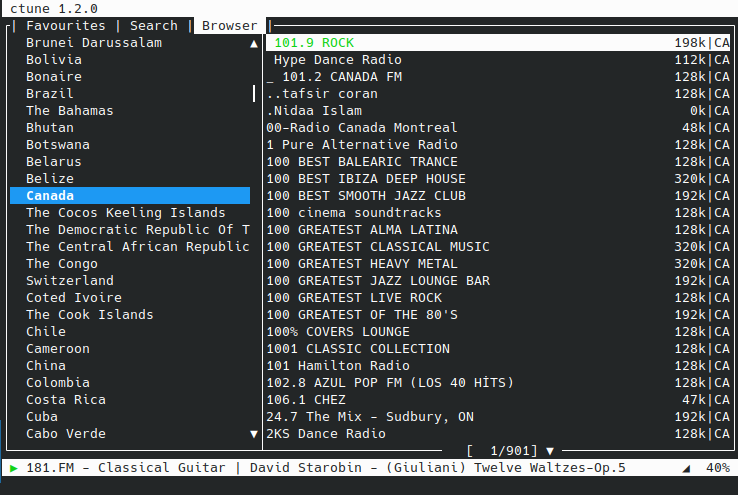 ctune 1.2.0
| Favourites | Search | Browser |
Brunei Darussalam ▲
Bolivia
Bonaire
Brazil
The Bahamas
Bhutan
Botswana
Belarus
Belize
Canada
The Cocos Keeling Islands
The Democratic Republic Of T
The Central African Republic
The Congo
Switzerland
Coted Ivoire
The Cook Islands
Chile
Cameroon
China
Colombia
Costa Rica
Cuba
Cabo Verde ▼
101.9 ROCK 198k|CA
Hype Dance Radio 112k|CA
_ 101.2 CANADA FM 128k|CA
..tafsir coran 128k|CA
.Nidaa Islam 0k|CA
00-Radio Canada Montreal 48k|CA
1 Pure Alternative Radio 128k|CA
100 BEST BALEARIC TRANCE 128k|CA
100 BEST IBIZA DEEP HOUSE 320k|CA
100 BEST SMOOTH JAZZ CLUB 192k|CA
100 cinema soundtracks 128k|CA
100 GREATEST ALMA LATINA 128k|CA
100 GREATEST CLASSICAL MUSIC 320k|CA
100 GREATEST HEAVY METAL 320k|CA
100 GREATEST JAZZ LOUNGE BAR 192k|CA
100 GREATEST LIVE ROCK 128k|CA
100 GREATEST OF THE 80'S 192k|CA
100% COVERS LOUNGE 128k|CA
1001 CLASSIC COLLECTION 128k|CA
101 Hamilton Radio 128k|CA
102.8 AZUL POP FM (LOS 40 HİTS) 128k|CA
106.1 CHEZ 47k|CA
24.7 The Mix - Sudbury, ON 192k|CA
2KS Dance Radio 128k|CA
[ 1/901] ▼
▶ 181.FM - Classical Guitar | David Starobin - (Giuliani) Twelve Waltzes-Op.5 ◢ 40%